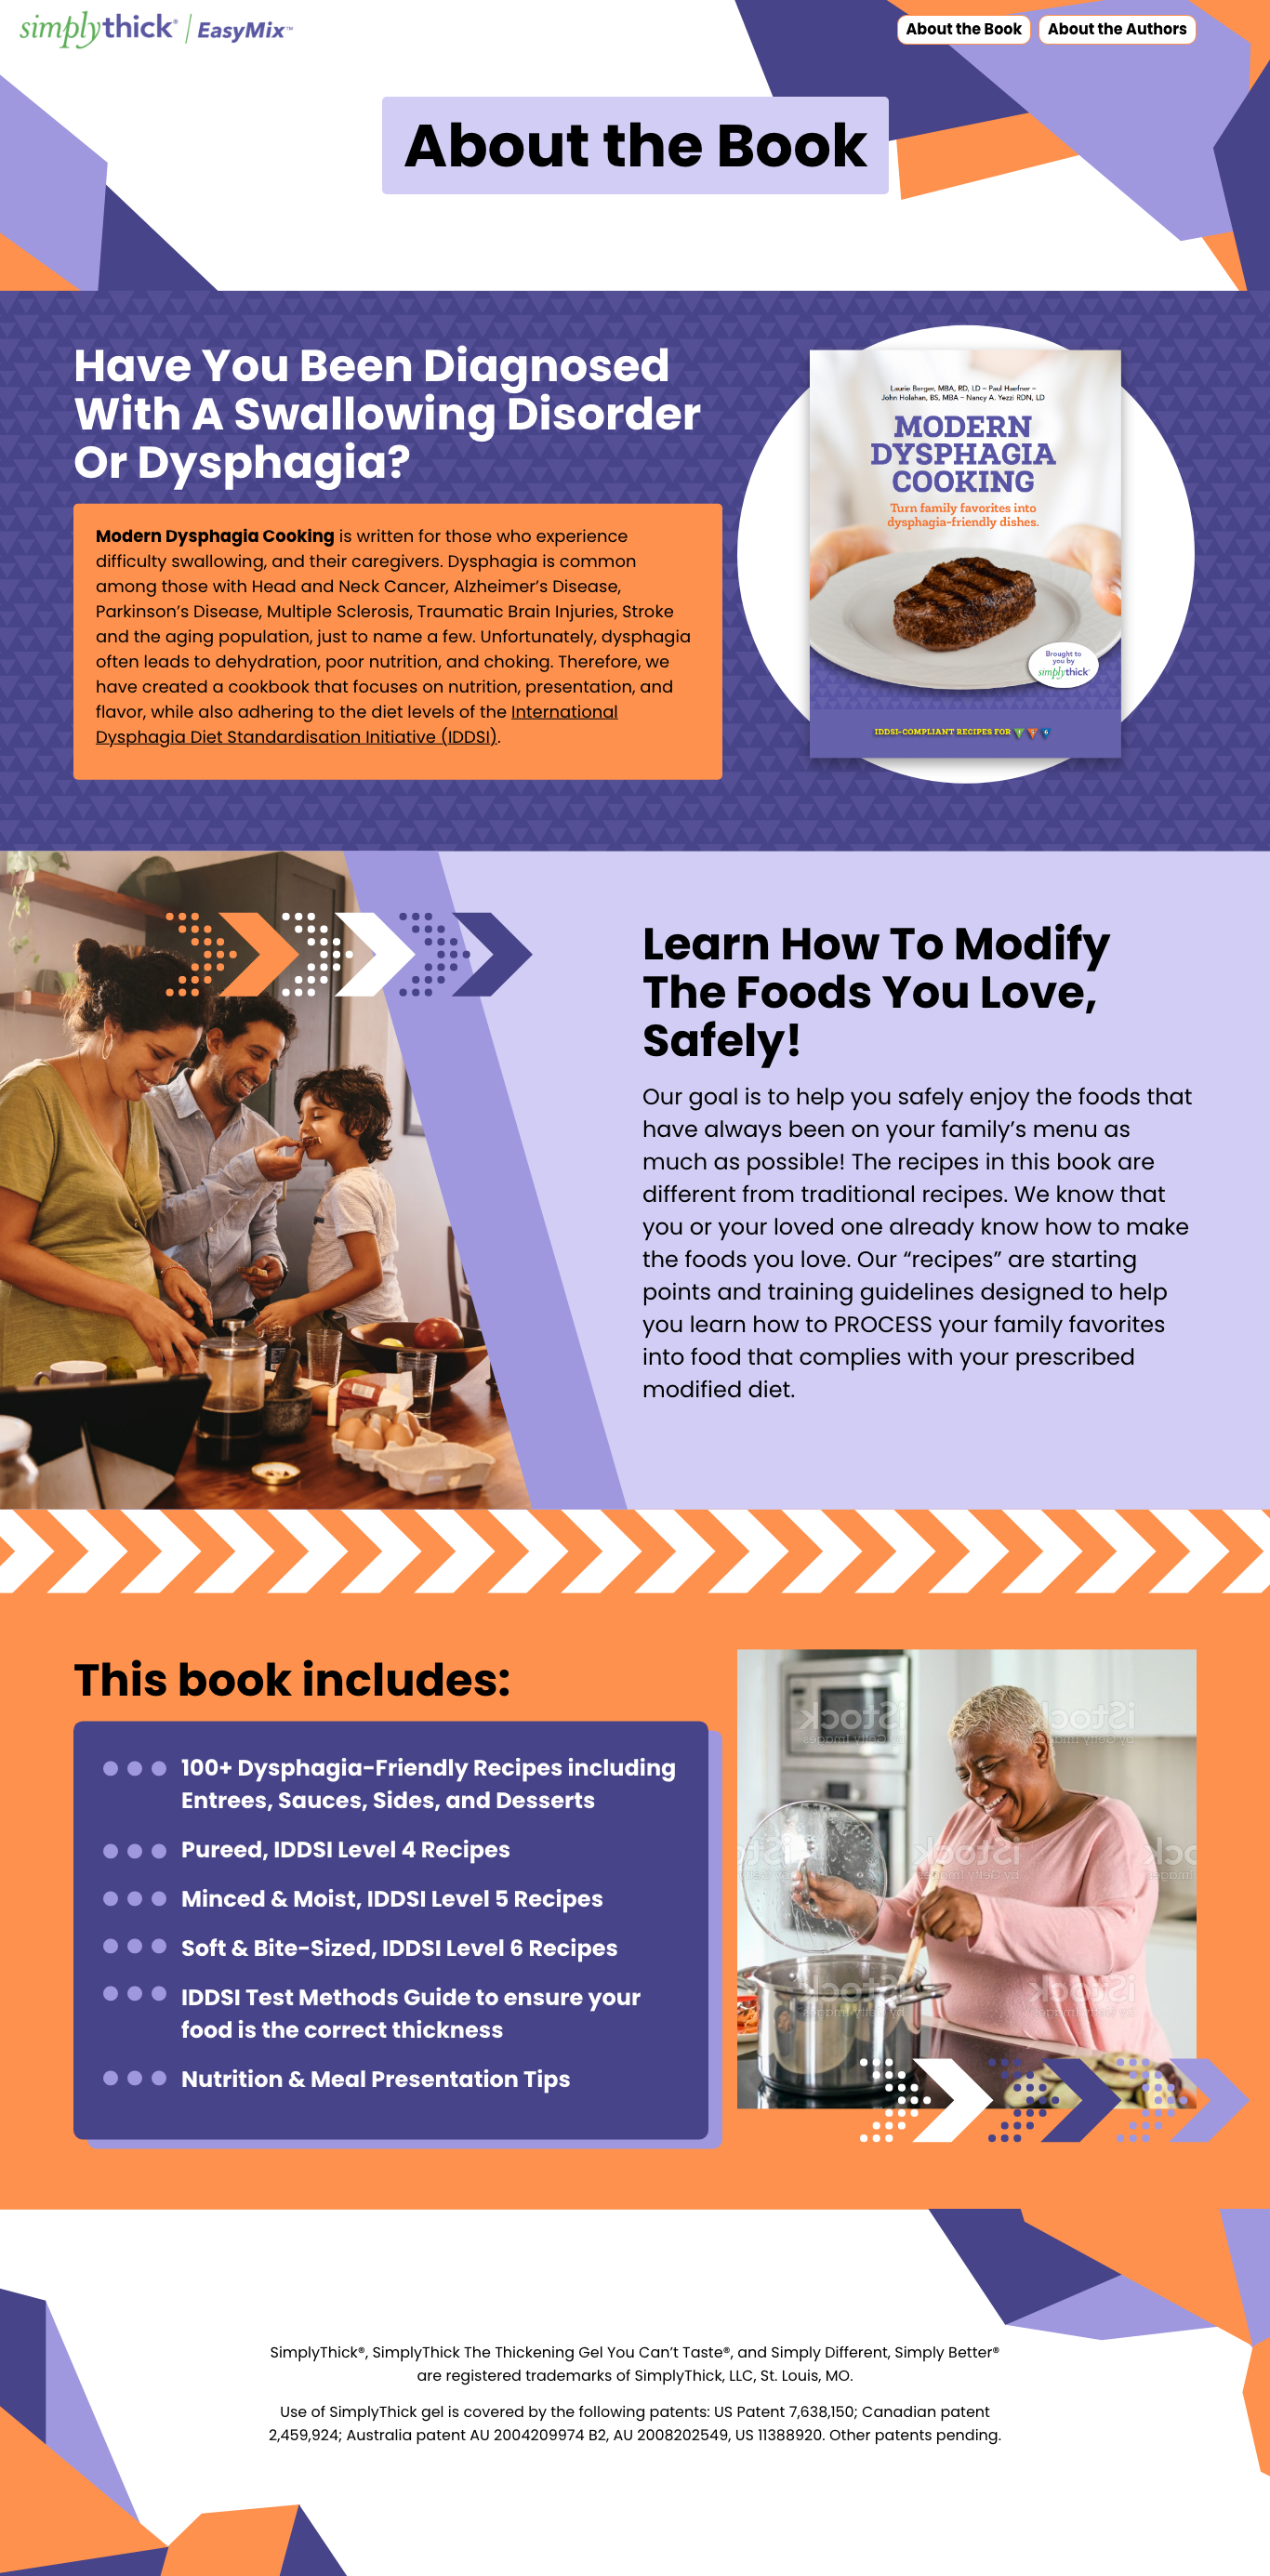 simplythick® | EasyMix™
About the Book
About the Authors
About the Book
Have You Been Diagnosed
With A Swallowing Disorder
Or Dysphagia?
Modern Dysphagia Cooking is written for those who experience
difficulty swallowing, and their caregivers. Dysphagia is common
among those with Head and Neck Cancer, Alzheimer’s Disease,
Parkinson’s Disease, Multiple Sclerosis, Traumatic Brain Injuries, Stroke
and the aging population, just to name a few. Unfortunately, dysphagia
often leads to dehydration, poor nutrition, and choking. Therefore, we
have created a cookbook that focuses on nutrition, presentation, and
flavor, while also adhering to the diet levels of the International
Dysphagia Diet Standardisation Initiative (IDDSI).
Laurie Berger, MBA, RD, LD – Paul Haefner –
John Holahan, BS, MBA – Nancy A. Yezzi RDN, LD
MODERN
DYSPHAGIA
COOKING
Turn family favorites into
dysphagia-friendly dishes.
Brought to
you by
simplythick®
IDDSI-COMPLIANT RECIPES FOR 4 5 6
Learn How To Modify
The Foods You Love,
Safely!
Our goal is to help you safely enjoy the foods that
have always been on your family’s menu as
much as possible! The recipes in this book are
different from traditional recipes. We know that
you or your loved one already know how to make
the foods you love. Our “recipes” are starting
points and training guidelines designed to help
you learn how to PROCESS your family favorites
into food that complies with your prescribed
modified diet.
This book includes:
100+ Dysphagia-Friendly Recipes including
Entrees, Sauces, Sides, and Desserts
Pureed, IDDSI Level 4 Recipes
Minced & Moist, IDDSI Level 5 Recipes
Soft & Bite-Sized, IDDSI Level 6 Recipes
IDDSI Test Methods Guide to ensure your
food is the correct thickness
Nutrition & Meal Presentation Tips
iStock
by Getty Images
iStock
by Getty Images
iStock
by Getty Images
SimplyThick®, SimplyThick The Thickening Gel You Can’t Taste®, and Simply Different, Simply Better®
are registered trademarks of SimplyThick, LLC, St. Louis, MO.
Use of SimplyThick gel is covered by the following patents: US Patent 7,638,150; Canadian patent
2,459,924; Australia patent AU 2004209974 B2, AU 2008202549, US 11388920. Other patents pending.